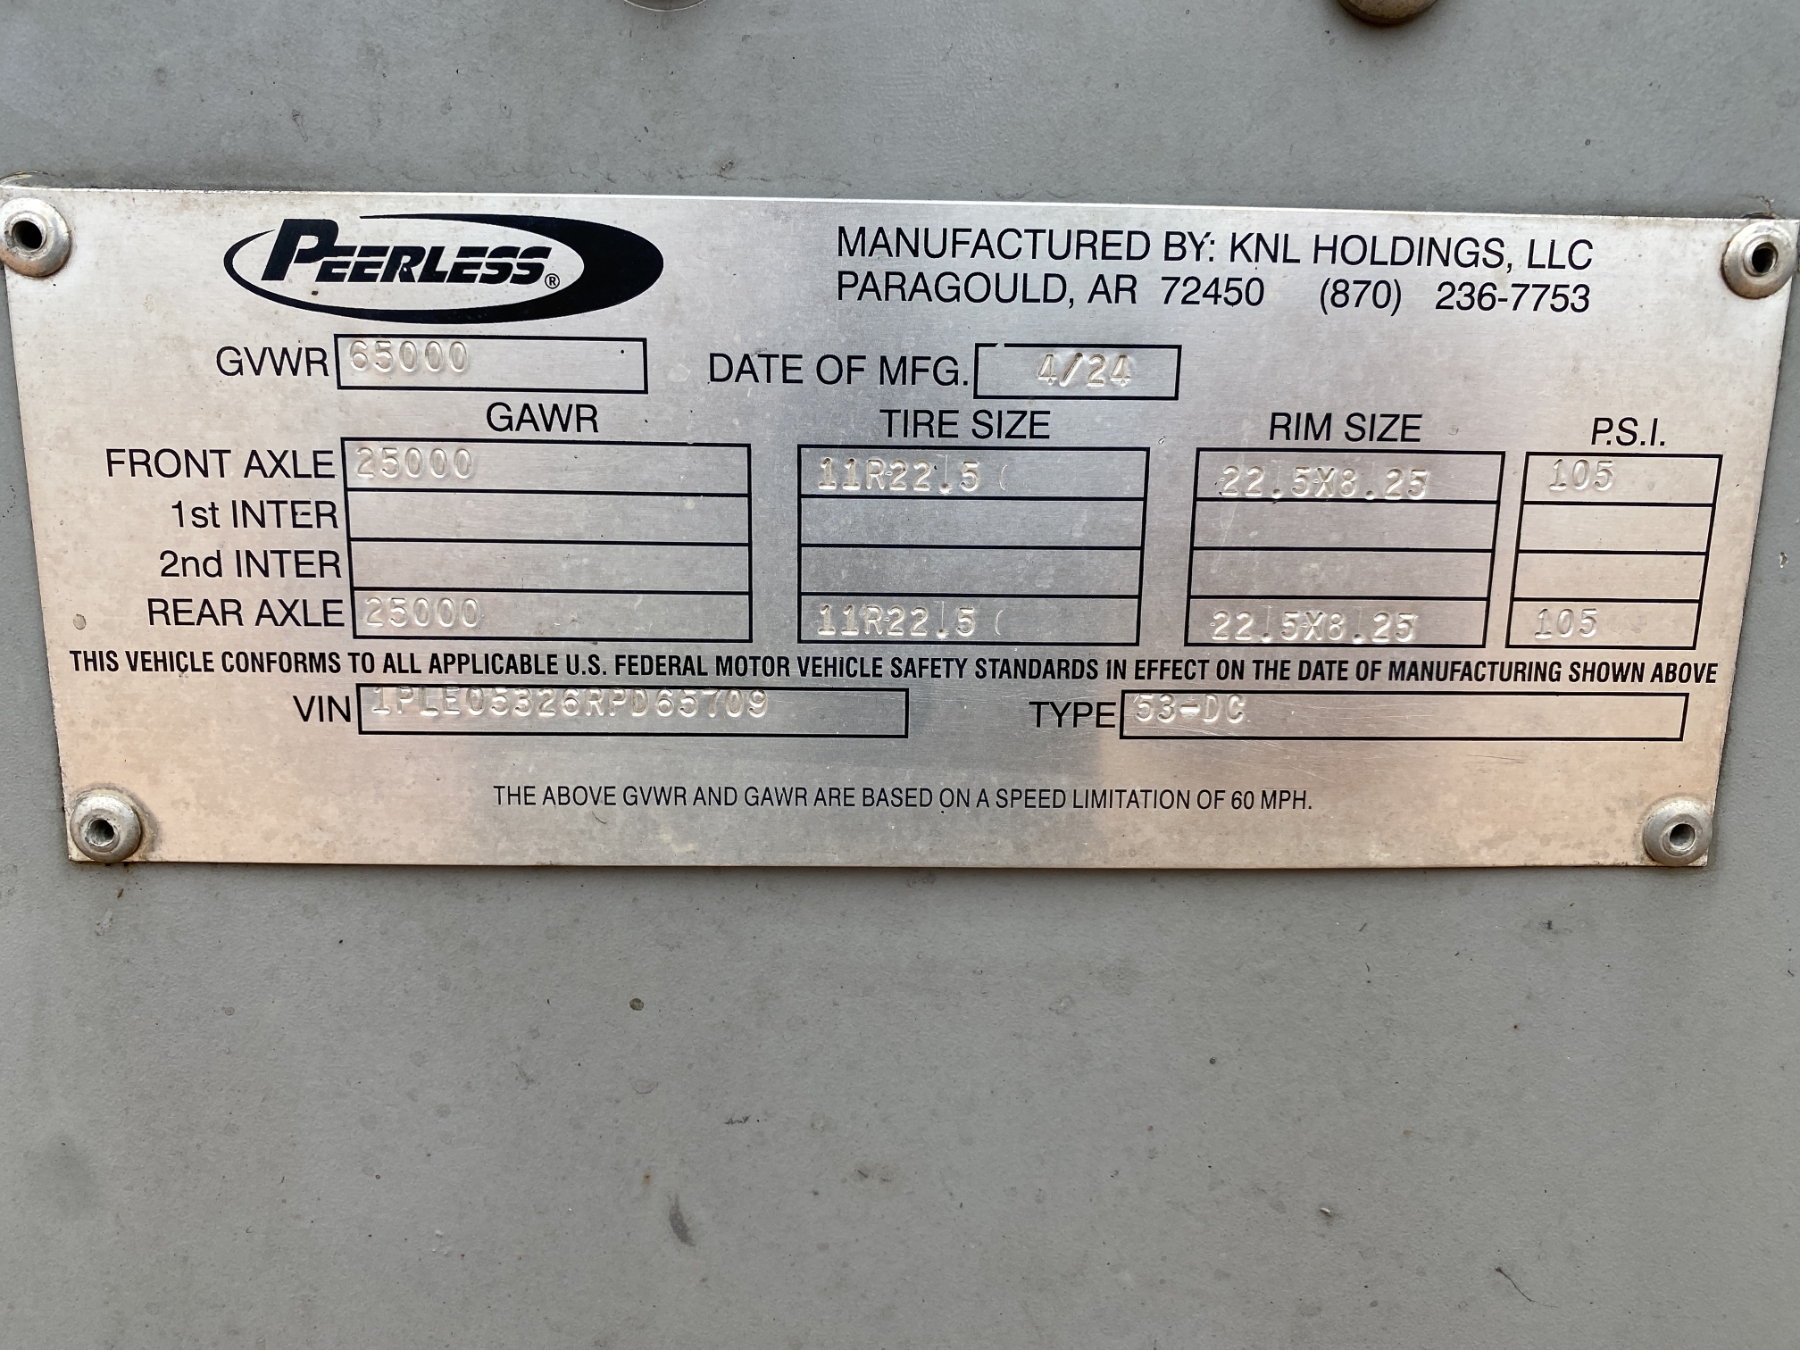 PEERLESS®
MANUFACTURED BY: KNL HOLDINGS, LLC
PARAGOULD, AR 72450 (870) 236-7753
GVWR 65000 DATE OF MFG. 4/24
GAWR TIRE SIZE RIM SIZE P.S.I.
FRONT AXLE 25000 11R22.5( 22.5X8.25 105
1st INTER
2nd INTER
REAR AXLE 25000 11R22.5( 22.5X8.25 105
THIS VEHICLE CONFORMS TO ALL APPLICABLE U.S. FEDERAL MOTOR VEHICLE SAFETY STANDARDS IN EFFECT ON THE DATE OF MANUFACTURING SHOWN ABOVE
VIN 1PLE05326RPD65709 TYPE 53-DC
THE ABOVE GVWR AND GAWR ARE BASED ON A SPEED LIMITATION OF 60 MPH.